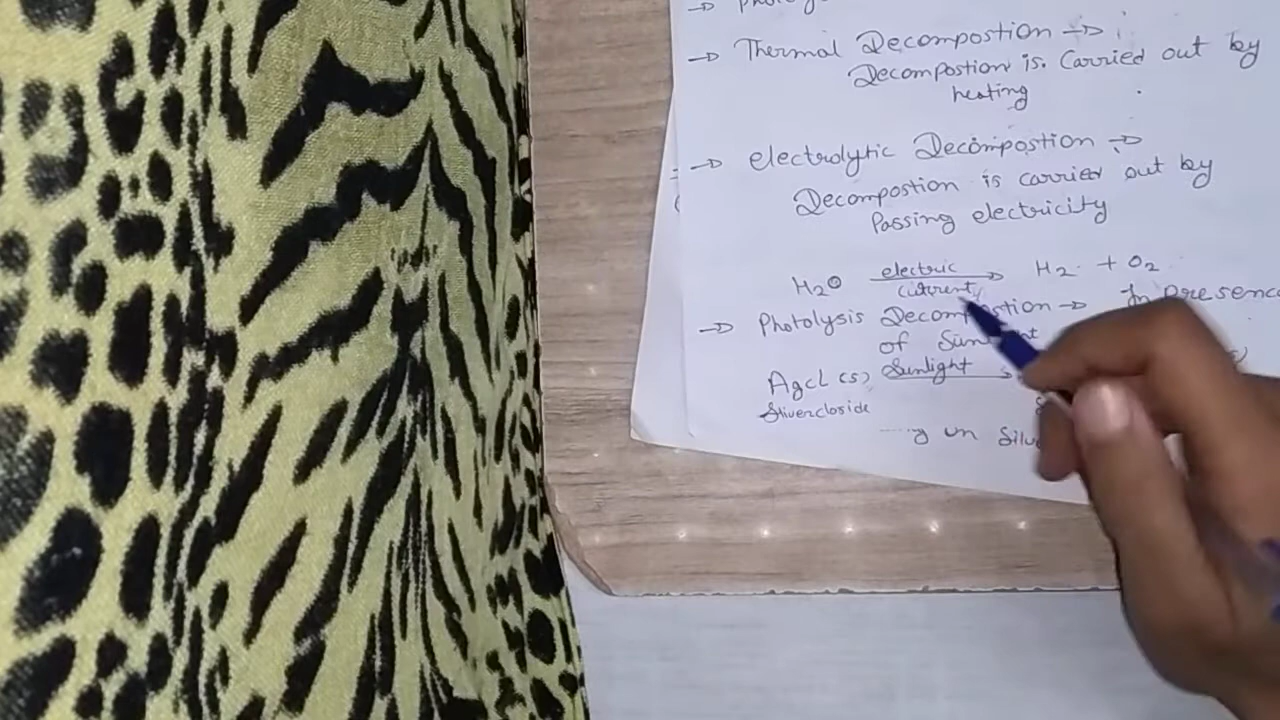 → Thermal Decompostion →
Decompostion is. Carried out by
heating
→ electrolytic Decompostion →
Decompostion is carried out by
Passing electricity
H₂O electric current → H₂ + O₂
→ Photolysis Decompostion → In presence
of
AgCl (s) Sunlight →
Silvercloside